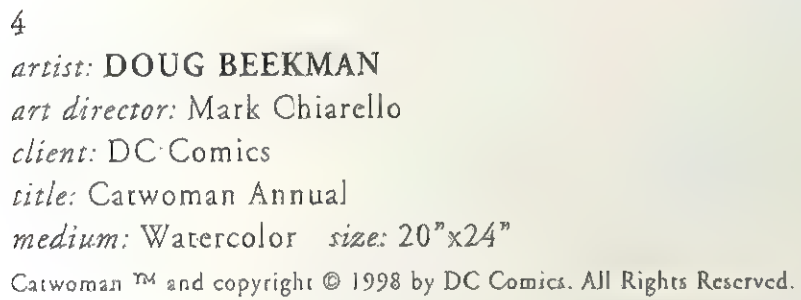 4
artist: DOUG BEEKMAN
art director: Mark Chiarello
client: DC Comics
title: Catwoman Annual
medium: Watercolor size: 20"x24"
Catwoman ™ and copyright © 1998 by DC Comics. All Rights Reserved.